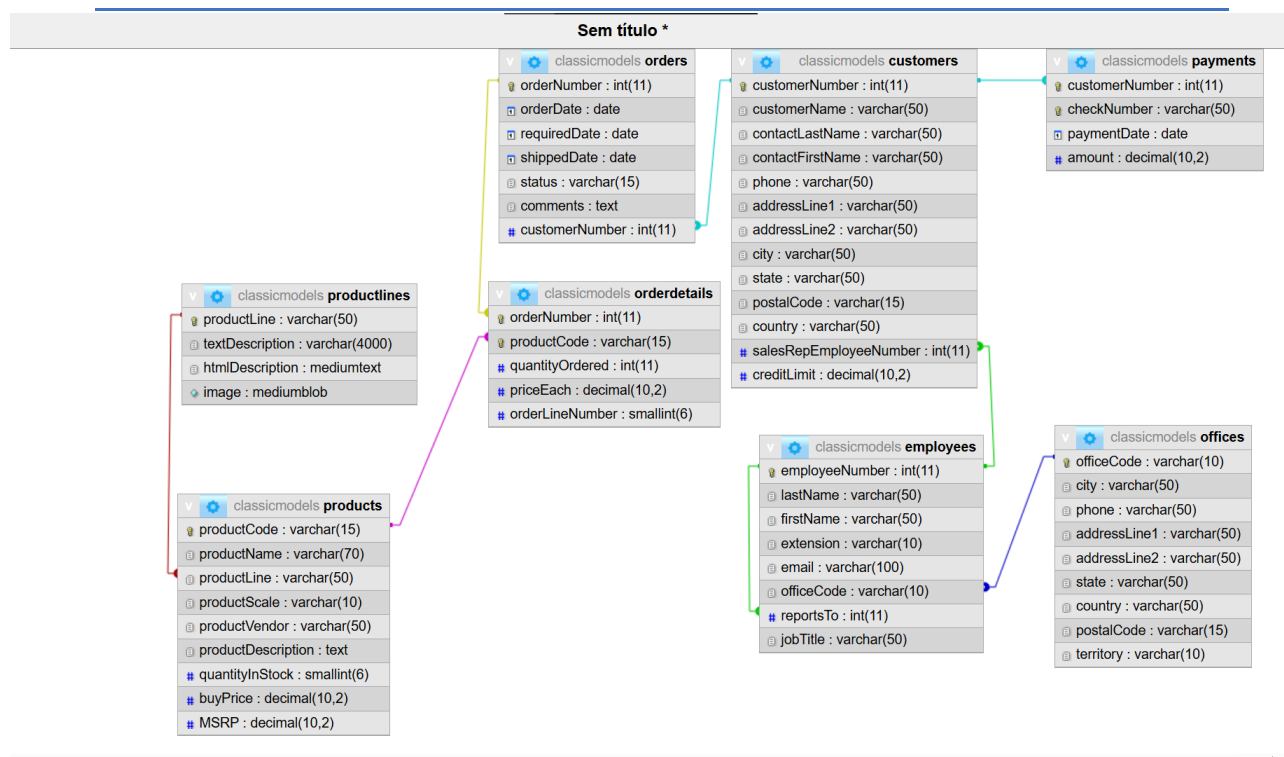 Sem título *
classicmodels orders
orderNumber : int(11)
orderDate : date
requiredDate : date
shippedDate : date
status : varchar(15)
comments : text
customerNumber : int(11)
classicmodels customers
customerNumber : int(11)
customerName : varchar(50)
contactLastName : varchar(50)
contactFirstName : varchar(50)
phone : varchar(50)
addressLine1 : varchar(50)
addressLine2 : varchar(50)
city : varchar(50)
state : varchar(50)
postalCode : varchar(15)
country : varchar(50)
salesRepEmployeeNumber : int(11)
creditLimit : decimal(10,2)
classicmodels payments
customerNumber : int(11)
checkNumber : varchar(50)
paymentDate : date
amount : decimal(10,2)
classicmodels productlines
productLine : varchar(50)
textDescription : varchar(4000)
htmlDescription : mediumtext
image : mediumblob
classicmodels orderdetails
orderNumber : int(11)
productCode : varchar(15)
quantityOrdered : int(11)
priceEach : decimal(10,2)
orderLineNumber : smallint(6)
classicmodels products
productCode : varchar(15)
productName : varchar(70)
productLine : varchar(50)
productScale : varchar(10)
productVendor : varchar(50)
productDescription : text
quantityInStock : smallint(6)
buyPrice : decimal(10,2)
MSRP : decimal(10,2)
classicmodels employees
employeeNumber : int(11)
lastName : varchar(50)
firstName : varchar(50)
extension : varchar(10)
email : varchar(100)
officeCode : varchar(10)
reportsTo : int(11)
jobTitle : varchar(50)
classicmodels offices
officeCode : varchar(10)
city : varchar(50)
phone : varchar(50)
addressLine1 : varchar(50)
addressLine2 : varchar(50)
state : varchar(50)
country : varchar(50)
postalCode : varchar(15)
territory : varchar(10)